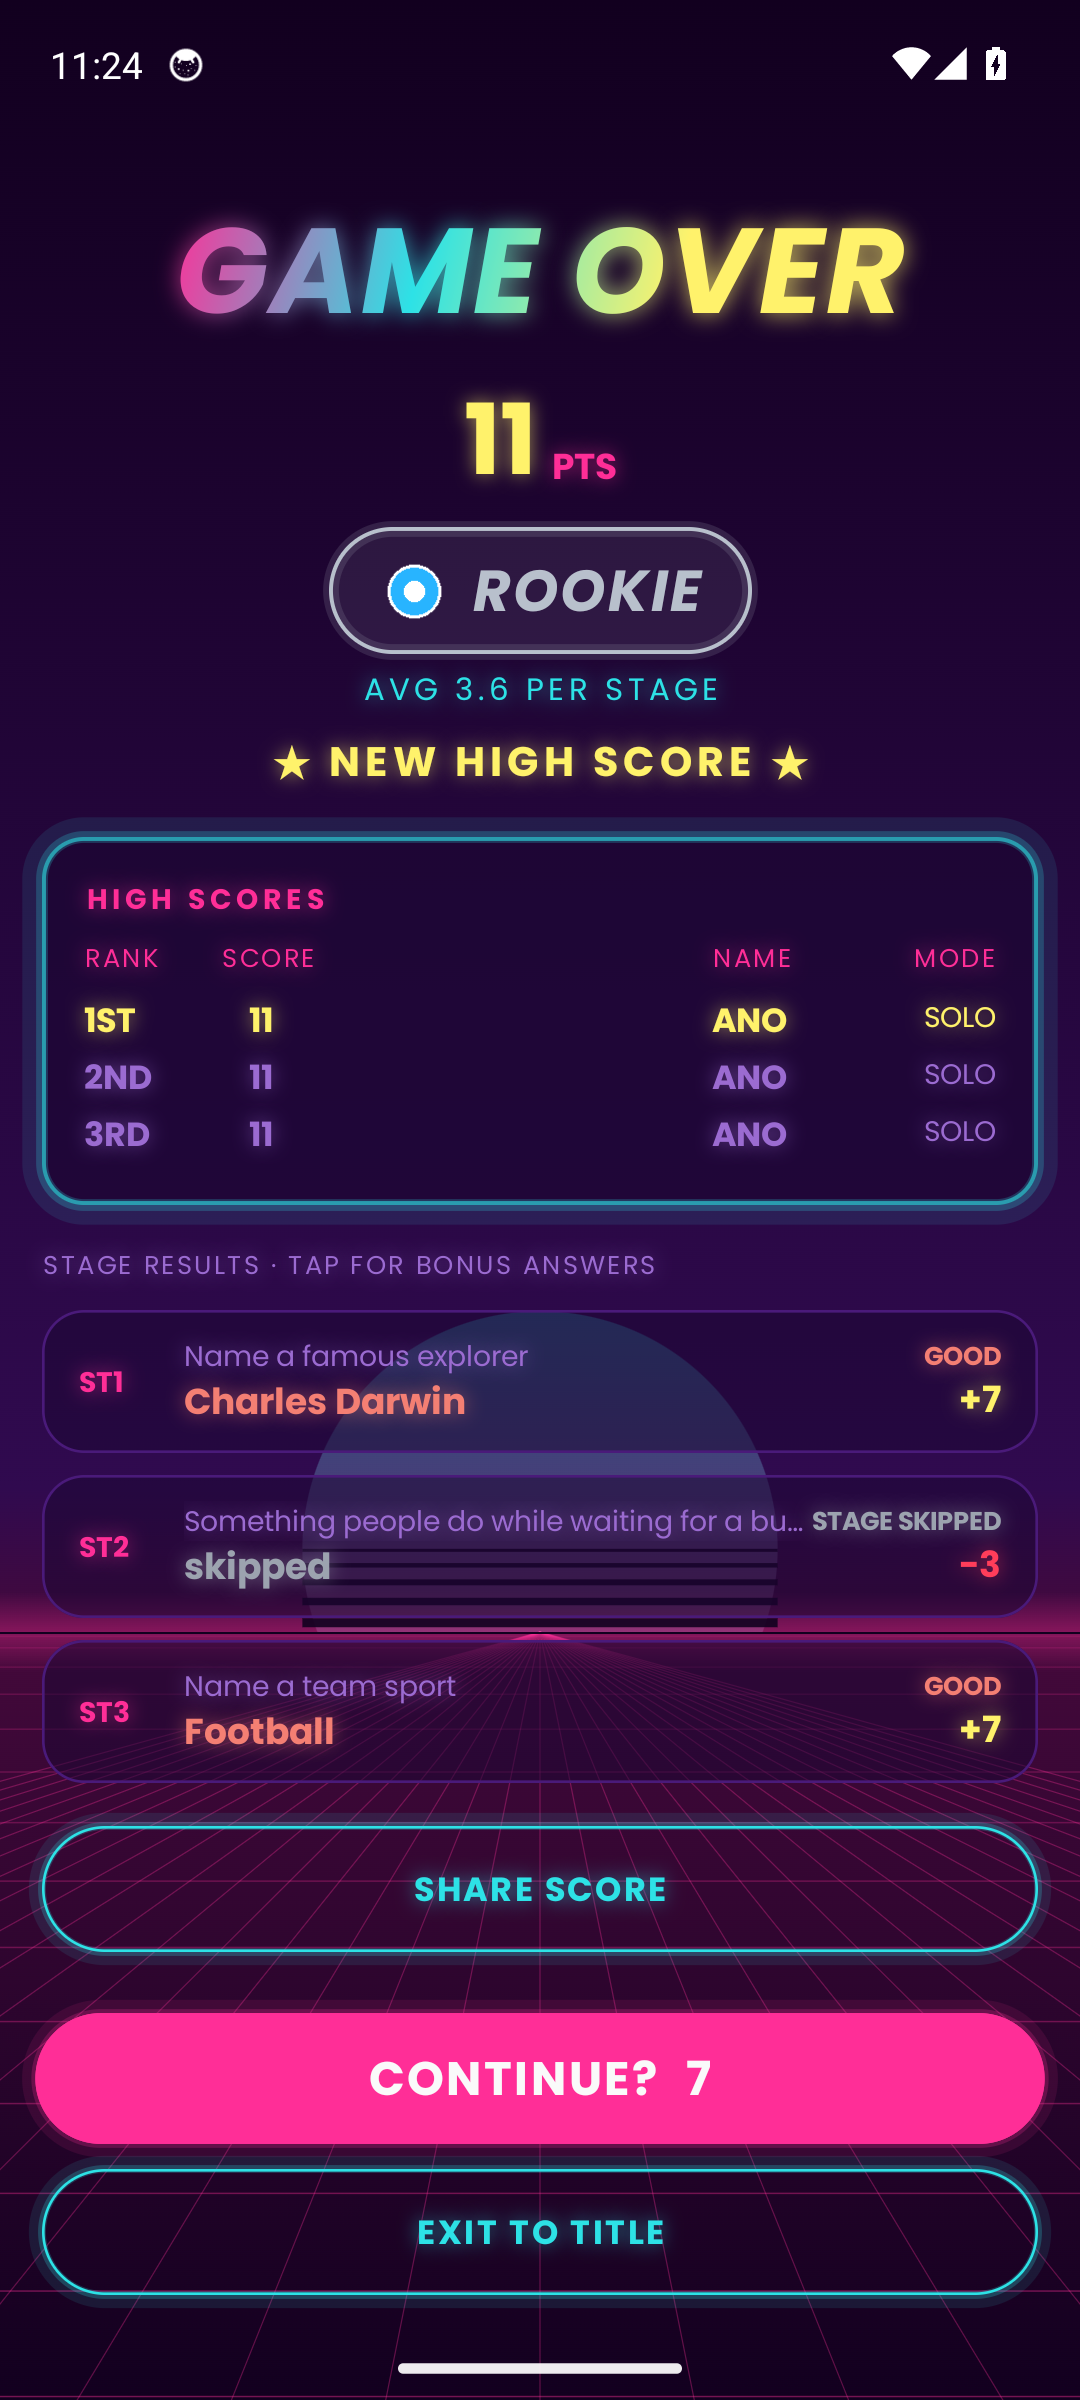 11:24
GAME OVER
11 PTS
ROOKIE
AVG 3.6 PER STAGE
★ NEW HIGH SCORE ★
HIGH SCORES
RANK SCORE NAME MODE
1ST 11 ANO SOLO
2ND 11 ANO SOLO
3RD 11 ANO SOLO
STAGE RESULTS · TAP FOR BONUS ANSWERS
ST1
Name a famous explorer
Charles Darwin
GOOD
+7
ST2
Something people do while waiting for a bu...
skipped
STAGE SKIPPED
-3
ST3
Name a team sport
Football
GOOD
+7
SHARE SCORE
CONTINUE? 7
EXIT TO TITLE